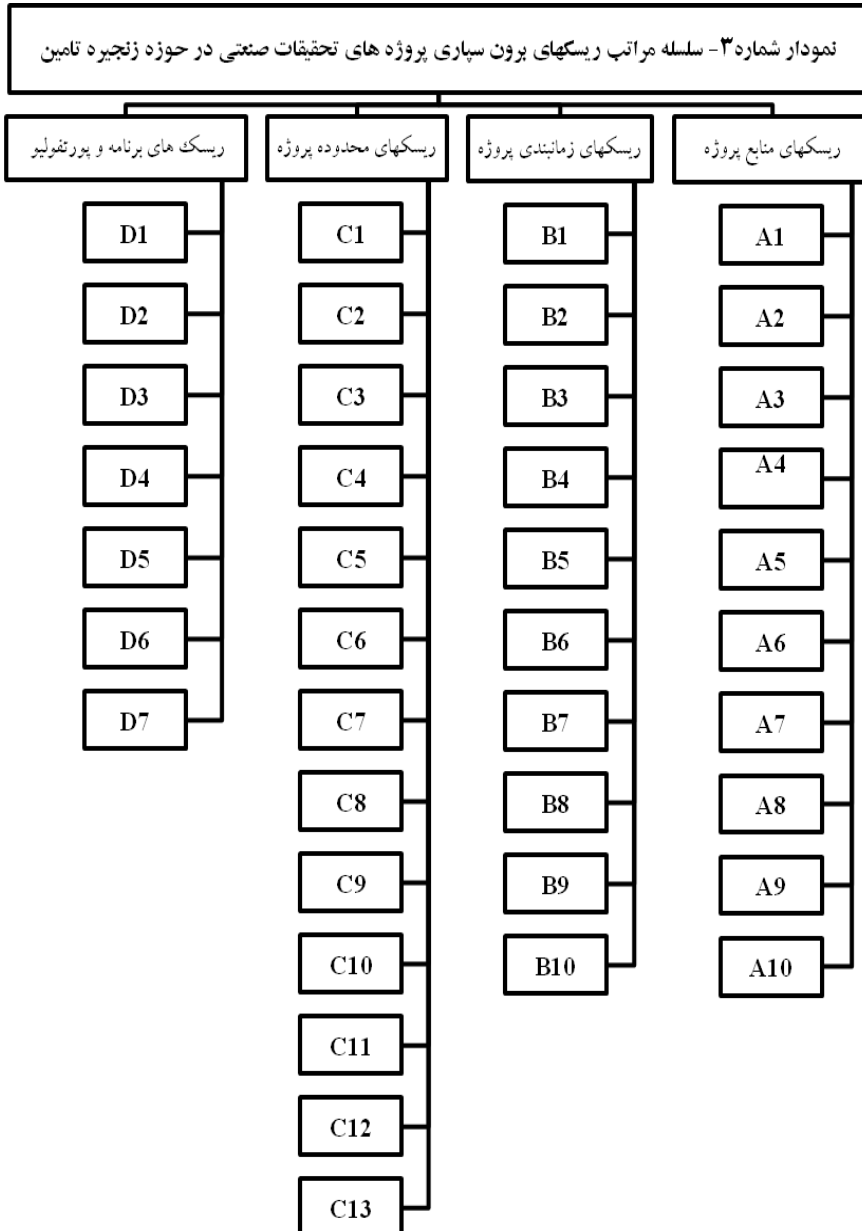 نمودار شماره۳- سلسله مراتب ریسکهای برون سپاری پروژه های تحقیقات صنعتی در حوزه زنجیره تامین
ریسکهای منابع پروژه
A1
A2
A3
A4
A5
A6
A7
A8
A9
A10
ریسکهای زمانبندی پروژه
B1
B2
B3
B4
B5
B6
B7
B8
B9
B10
ریسکهای محدوده پروژه
C1
C2
C3
C4
C5
C6
C7
C8
C9
C10
C11
C12
C13
ریسک های برنامه و پورتفولیو
D1
D2
D3
D4
D5
D6
D7